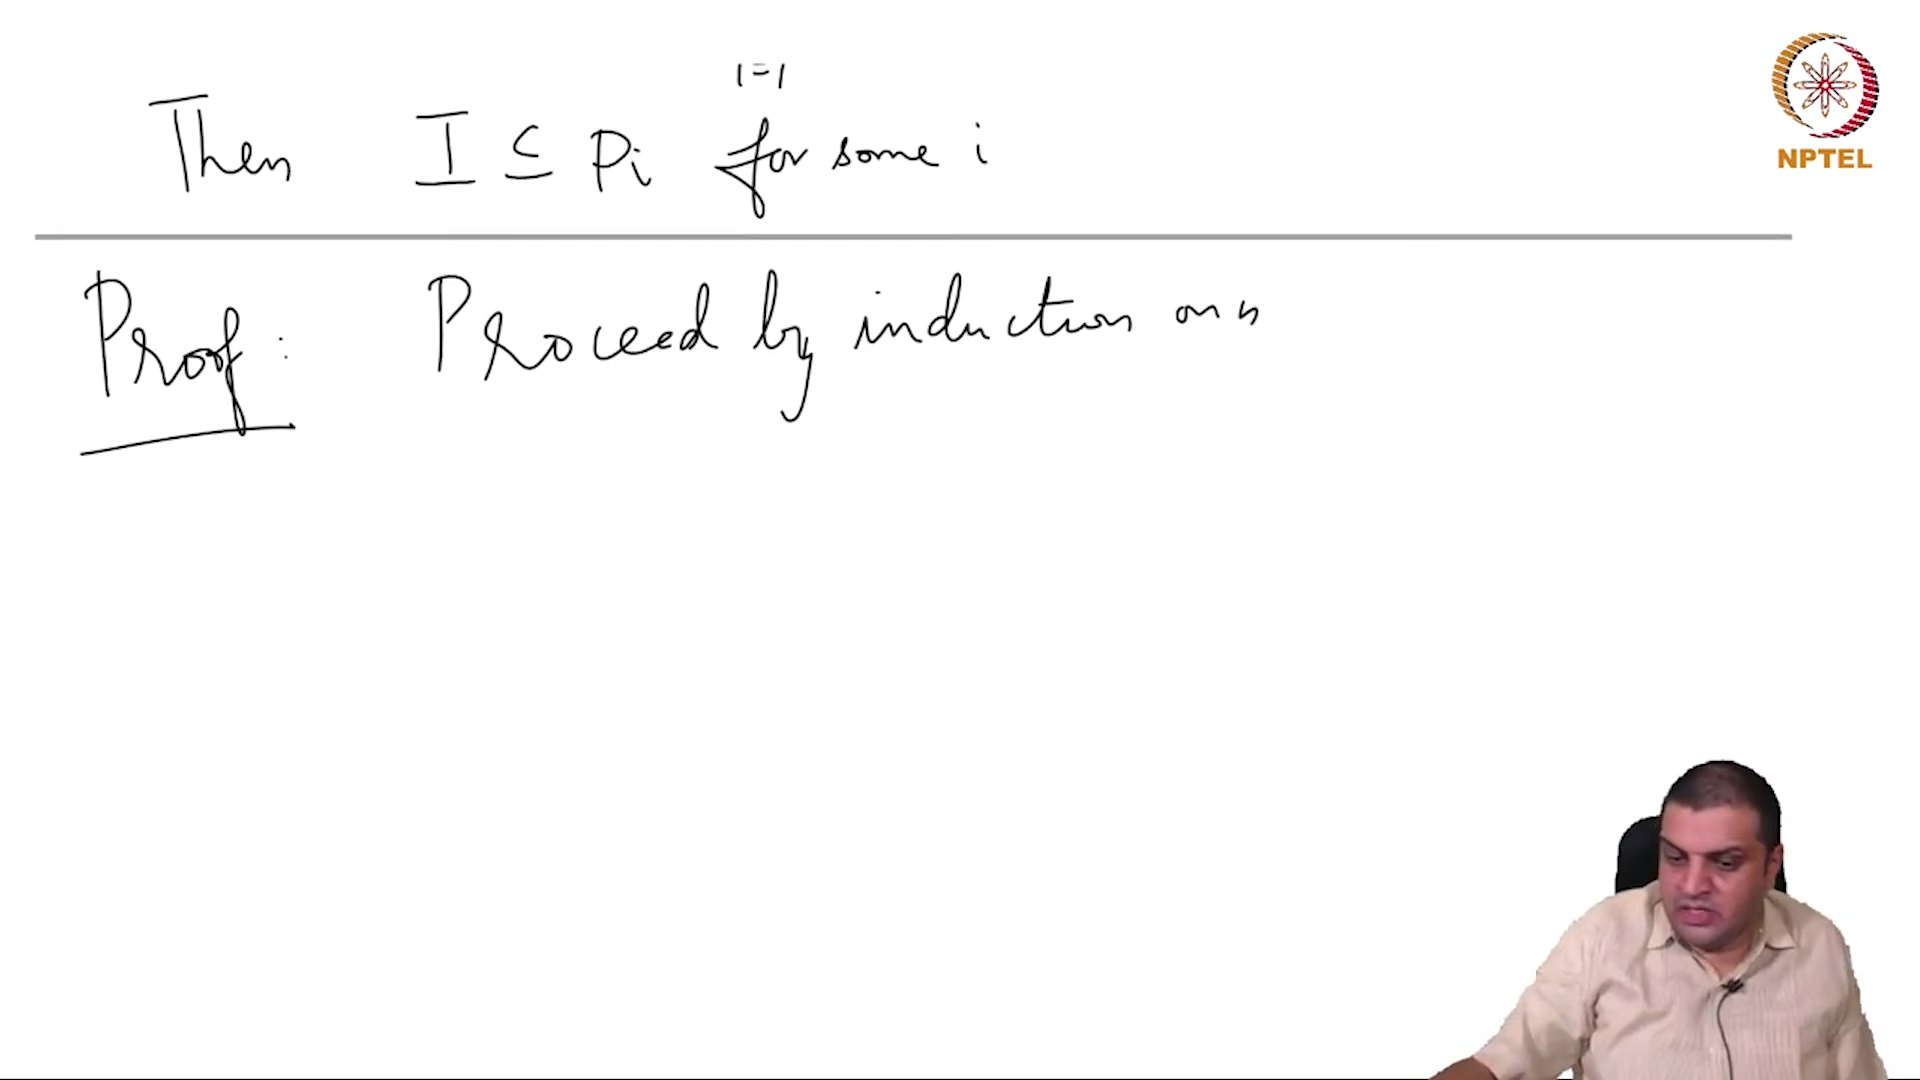 i=1
Then I ⊆ Pi for some i
NPTEL
Proof: Proceed by induction on n